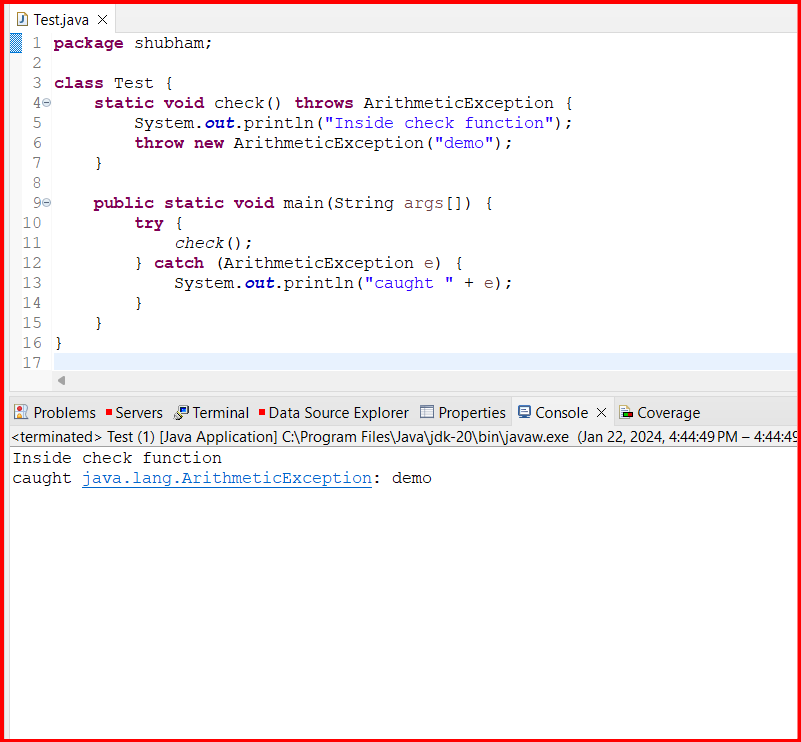 Test.java
1 package shubham;
2
3 class Test {
4 static void check() throws ArithmeticException {
5 System.out.println("Inside check function");
6 throw new ArithmeticException("demo");
7 }
8
9 public static void main(String args[]) {
10 try {
11 check();
12 } catch (ArithmeticException e) {
13 System.out.println("caught " + e);
14 }
15 }
16 }
17
Problems Servers Terminal Data Source Explorer Properties Console Coverage
<terminated> Test (1) [Java Application] C:\Program Files\Java\jdk-20\bin\javaw.exe (Jan 22, 2024, 4:44:49 PM – 4:44:49
Inside check function
caught java.lang.ArithmeticException: demo